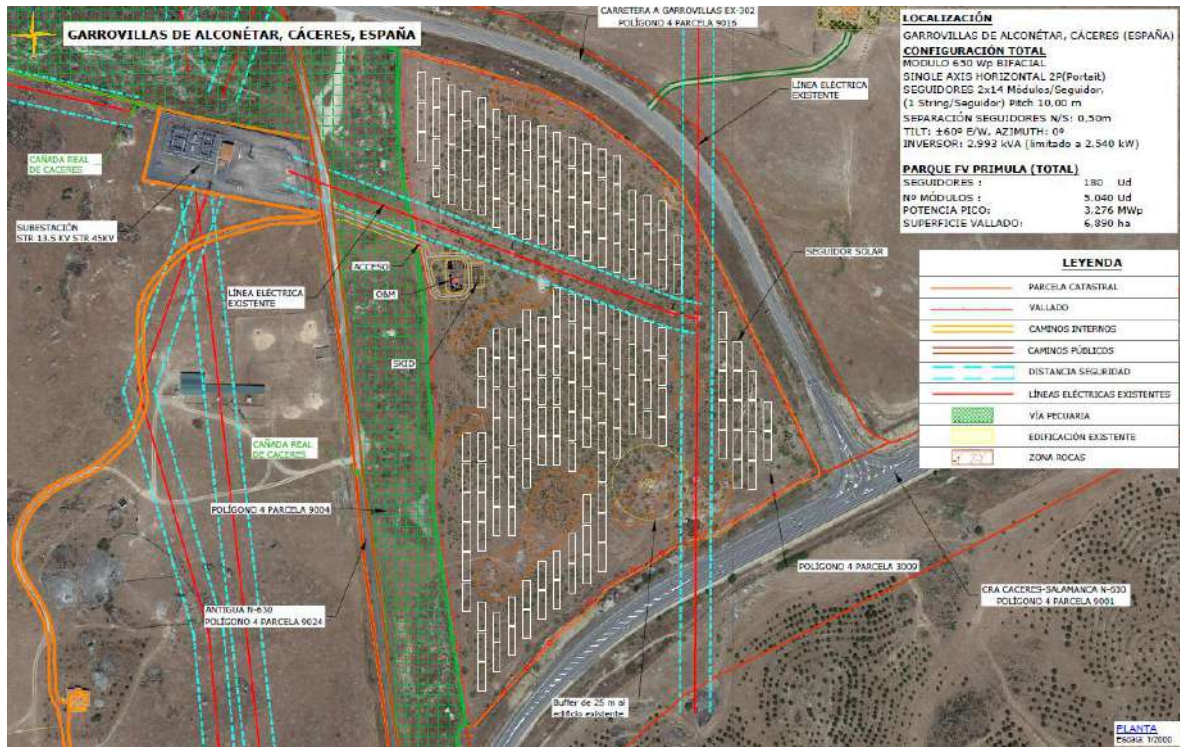 GARROVILLAS DE ALCONÉTAR, CÁCERES, ESPAÑA
CARRETERA A GARROVILLAS EX-302
POLÍGONO 4 PARCELA 9016
LOCALIZACIÓN
GARROVILLAS DE ALCONÉTAR, CÁCERES (ESPAÑA)
CONFIGURACIÓN TOTAL
MODULO 650 Wp BIFACIAL
SINGLE AXIS HORIZONTAL 2P(Portait)
SEGUIDORES 2x14 Módulos/Seguidor,
(1 String/Seguidor) Pitch 10,00 m
SEPARACIÓN SEGUIDORES N/S: 0,50m
TILT: ±60º E/W, AZIMUTH: 0º
INVERSOR: 2.993 kVA (limitado a 2.540 kW)
PARQUE FV PRIMULA (TOTAL)
SEGUIDORES : 180 Ud
Nº MÓDULOS : 5.040 Ud
POTENCIA PICO: 3,276 MWp
SUPERFICIE VALLADO: 6,890 ha
LÍNEA ELÉCTRICA
EXISTENTE
CAÑADA REAL
DE CACERES
SUBESTACIÓN
STR 13.5 KV STR 45KV
ACCESO
O&M
LÍNEA ELÉCTRICA
EXISTENTE
SKID
SEGUIDOR SOLAR
LEYENDA
PARCELA CATASTRAL
VALLADO
CAMINOS INTERNOS
CAMINOS PÚBLICOS
DISTANCIA SEGURIDAD
LÍNEAS ELÉCTRICAS EXISTENTES
VÍA PECUARIA
EDIFICACIÓN EXISTENTE
ZONA ROCAS
CAÑADA REAL
DE CACERES
POLÍGONO 4 PARCELA 9004
POLÍGONO 4 PARCELA 3009
CRA CACERES-SALAMANCA N-630
POLÍGONO 4 PARCELA 9001
ANTIGUA N-630
POLÍGONO 4 PARCELA 9024
Buffer de 25 m al
edificio existente
PLANTA
Escala: 1/2000